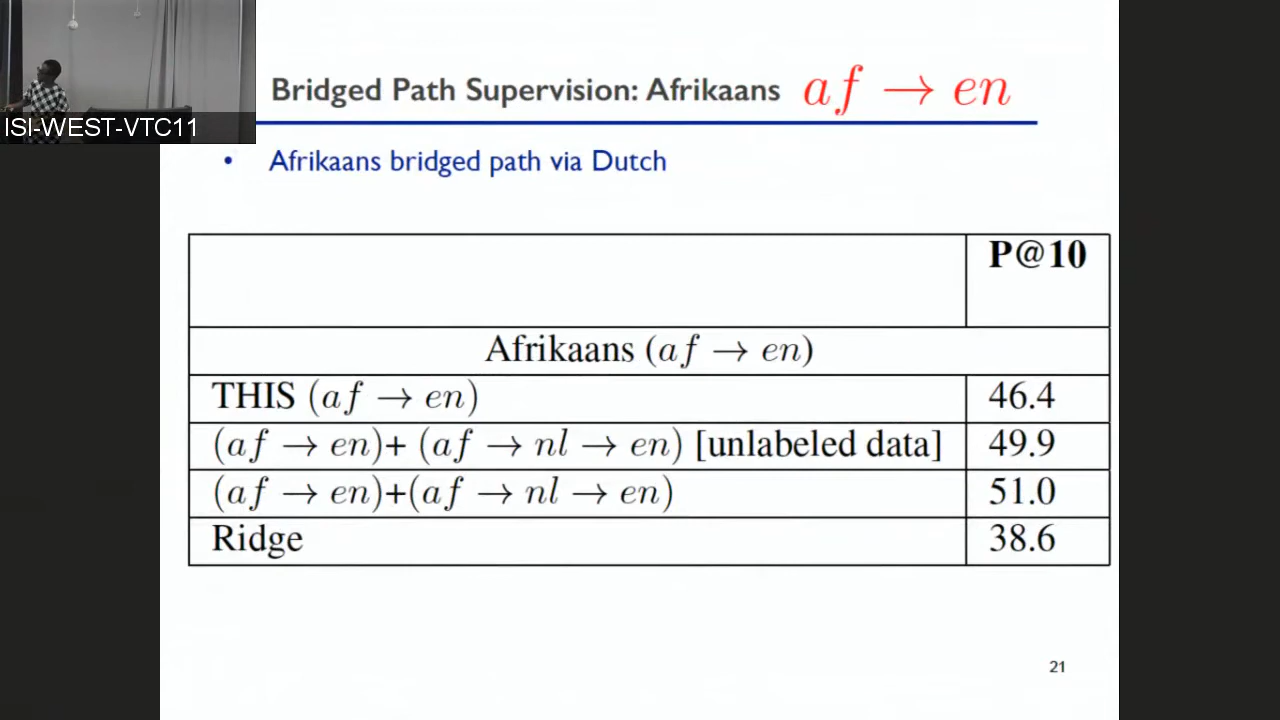 Bridged Path Supervision: Afrikaans af → en
ISI-WEST-VTC11
• Afrikaans bridged path via Dutch
P@10
Afrikaans (af → en)
THIS (af → en) 46.4
(af → en)+ (af → nl → en) [unlabeled data] 49.9
(af → en)+(af → nl → en) 51.0
Ridge 38.6
21